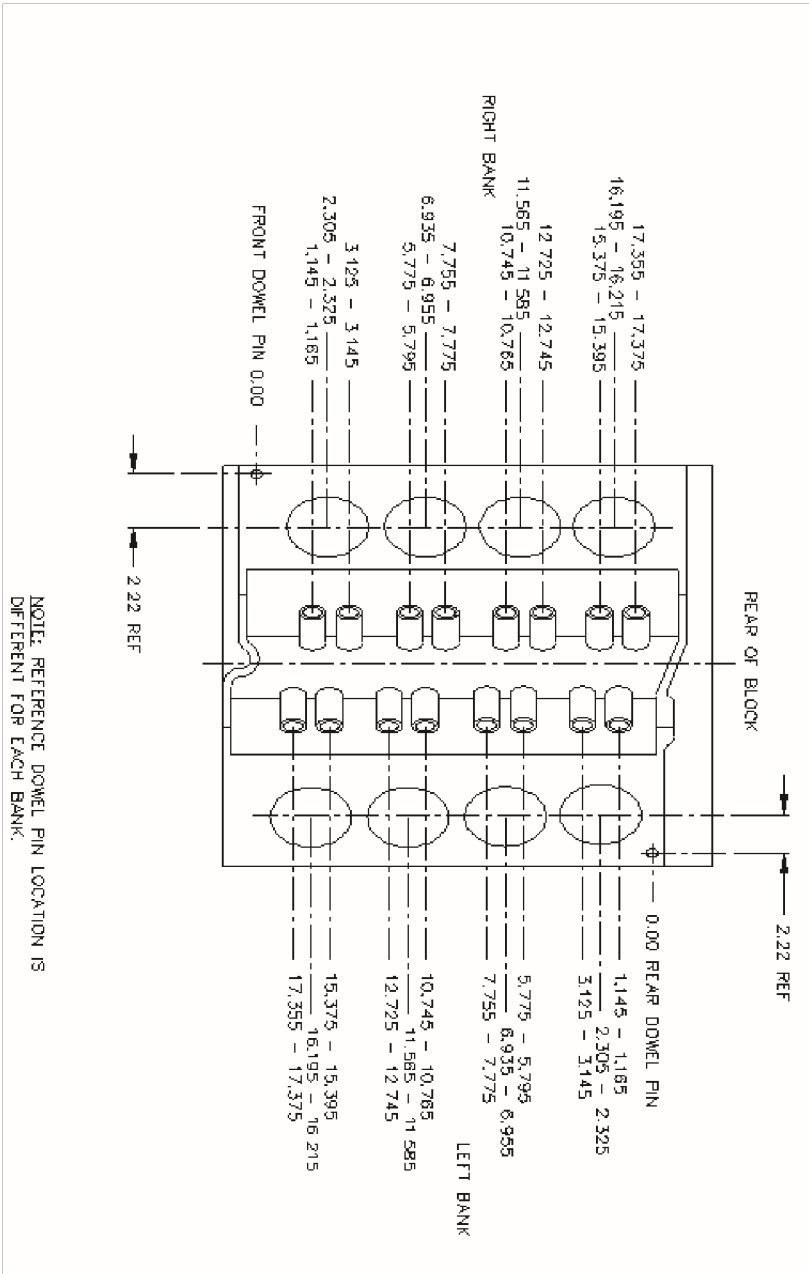 2.22 REF
REAR OF BLOCK
17.355 - 17.375
16.195 - 16.215
15.375 - 15.395
12.725 - 12.745
11.565 - 11.585
10.745 - 10.765
RIGHT BANK
7.755 - 7.775
6.935 - 6.955
5.775 - 5.795
3.125 - 3.145
2.305 - 2.325
1.145 - 1.165
FRONT DOWEL PIN 0.00
0.00 REAR DOWEL PIN
1.145 - 1.165
2.305 - 2.325
3.125 - 3.145
5.775 - 5.795
6.935 - 6.955
7.755 - 7.775
LEFT BANK
10.745 - 10.765
11.565 - 11.585
12.725 - 12.745
15.375 - 15.395
16.195 - 16.215
17.355 - 17.375
2.22 REF
NOTE: REFERENCE DOWEL PIN LOCATION IS
DIFFERENT FOR EACH BANK.